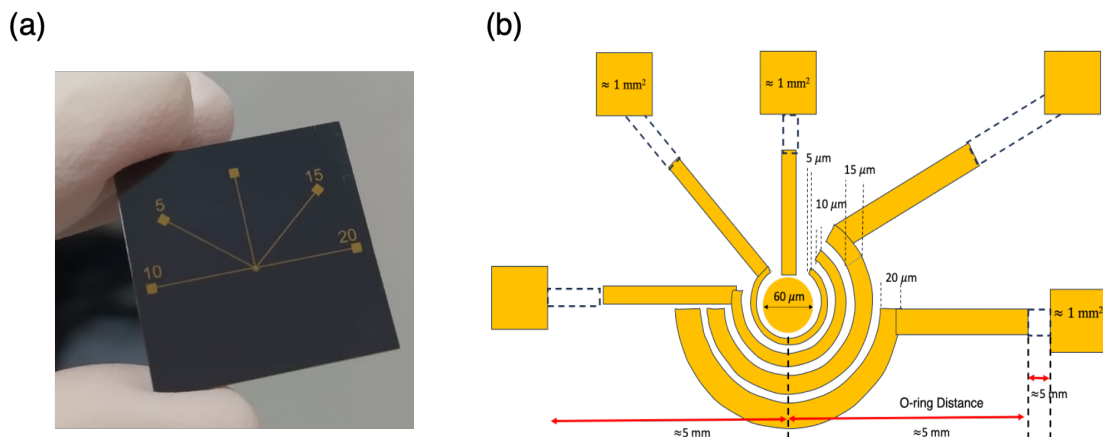 (a)
(b)
5
15
10
20
≈ 1 mm²
≈ 1 mm²
5 μm
15 μm
10 μm
60 μm
20 μm
≈ 1 mm²
≈5 mm
O-ring Distance
≈5 mm
≈5 mm